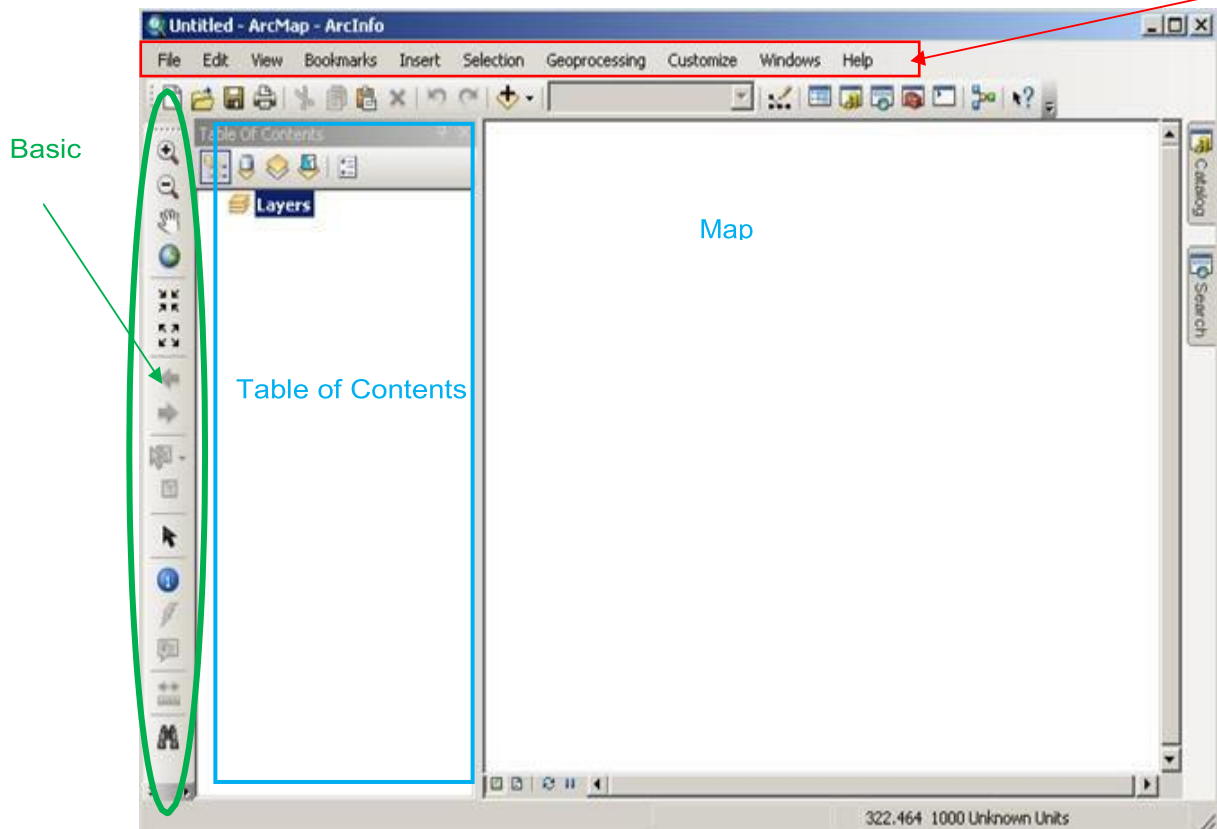 Untitled - ArcMap - ArcInfo
File Edit View Bookmarks Insert Selection Geoprocessing Customize Windows Help
Basic
Table Of Contents
Layers
Map
Table of Contents
Catalog
Search
322.464 1000 Unknown Units